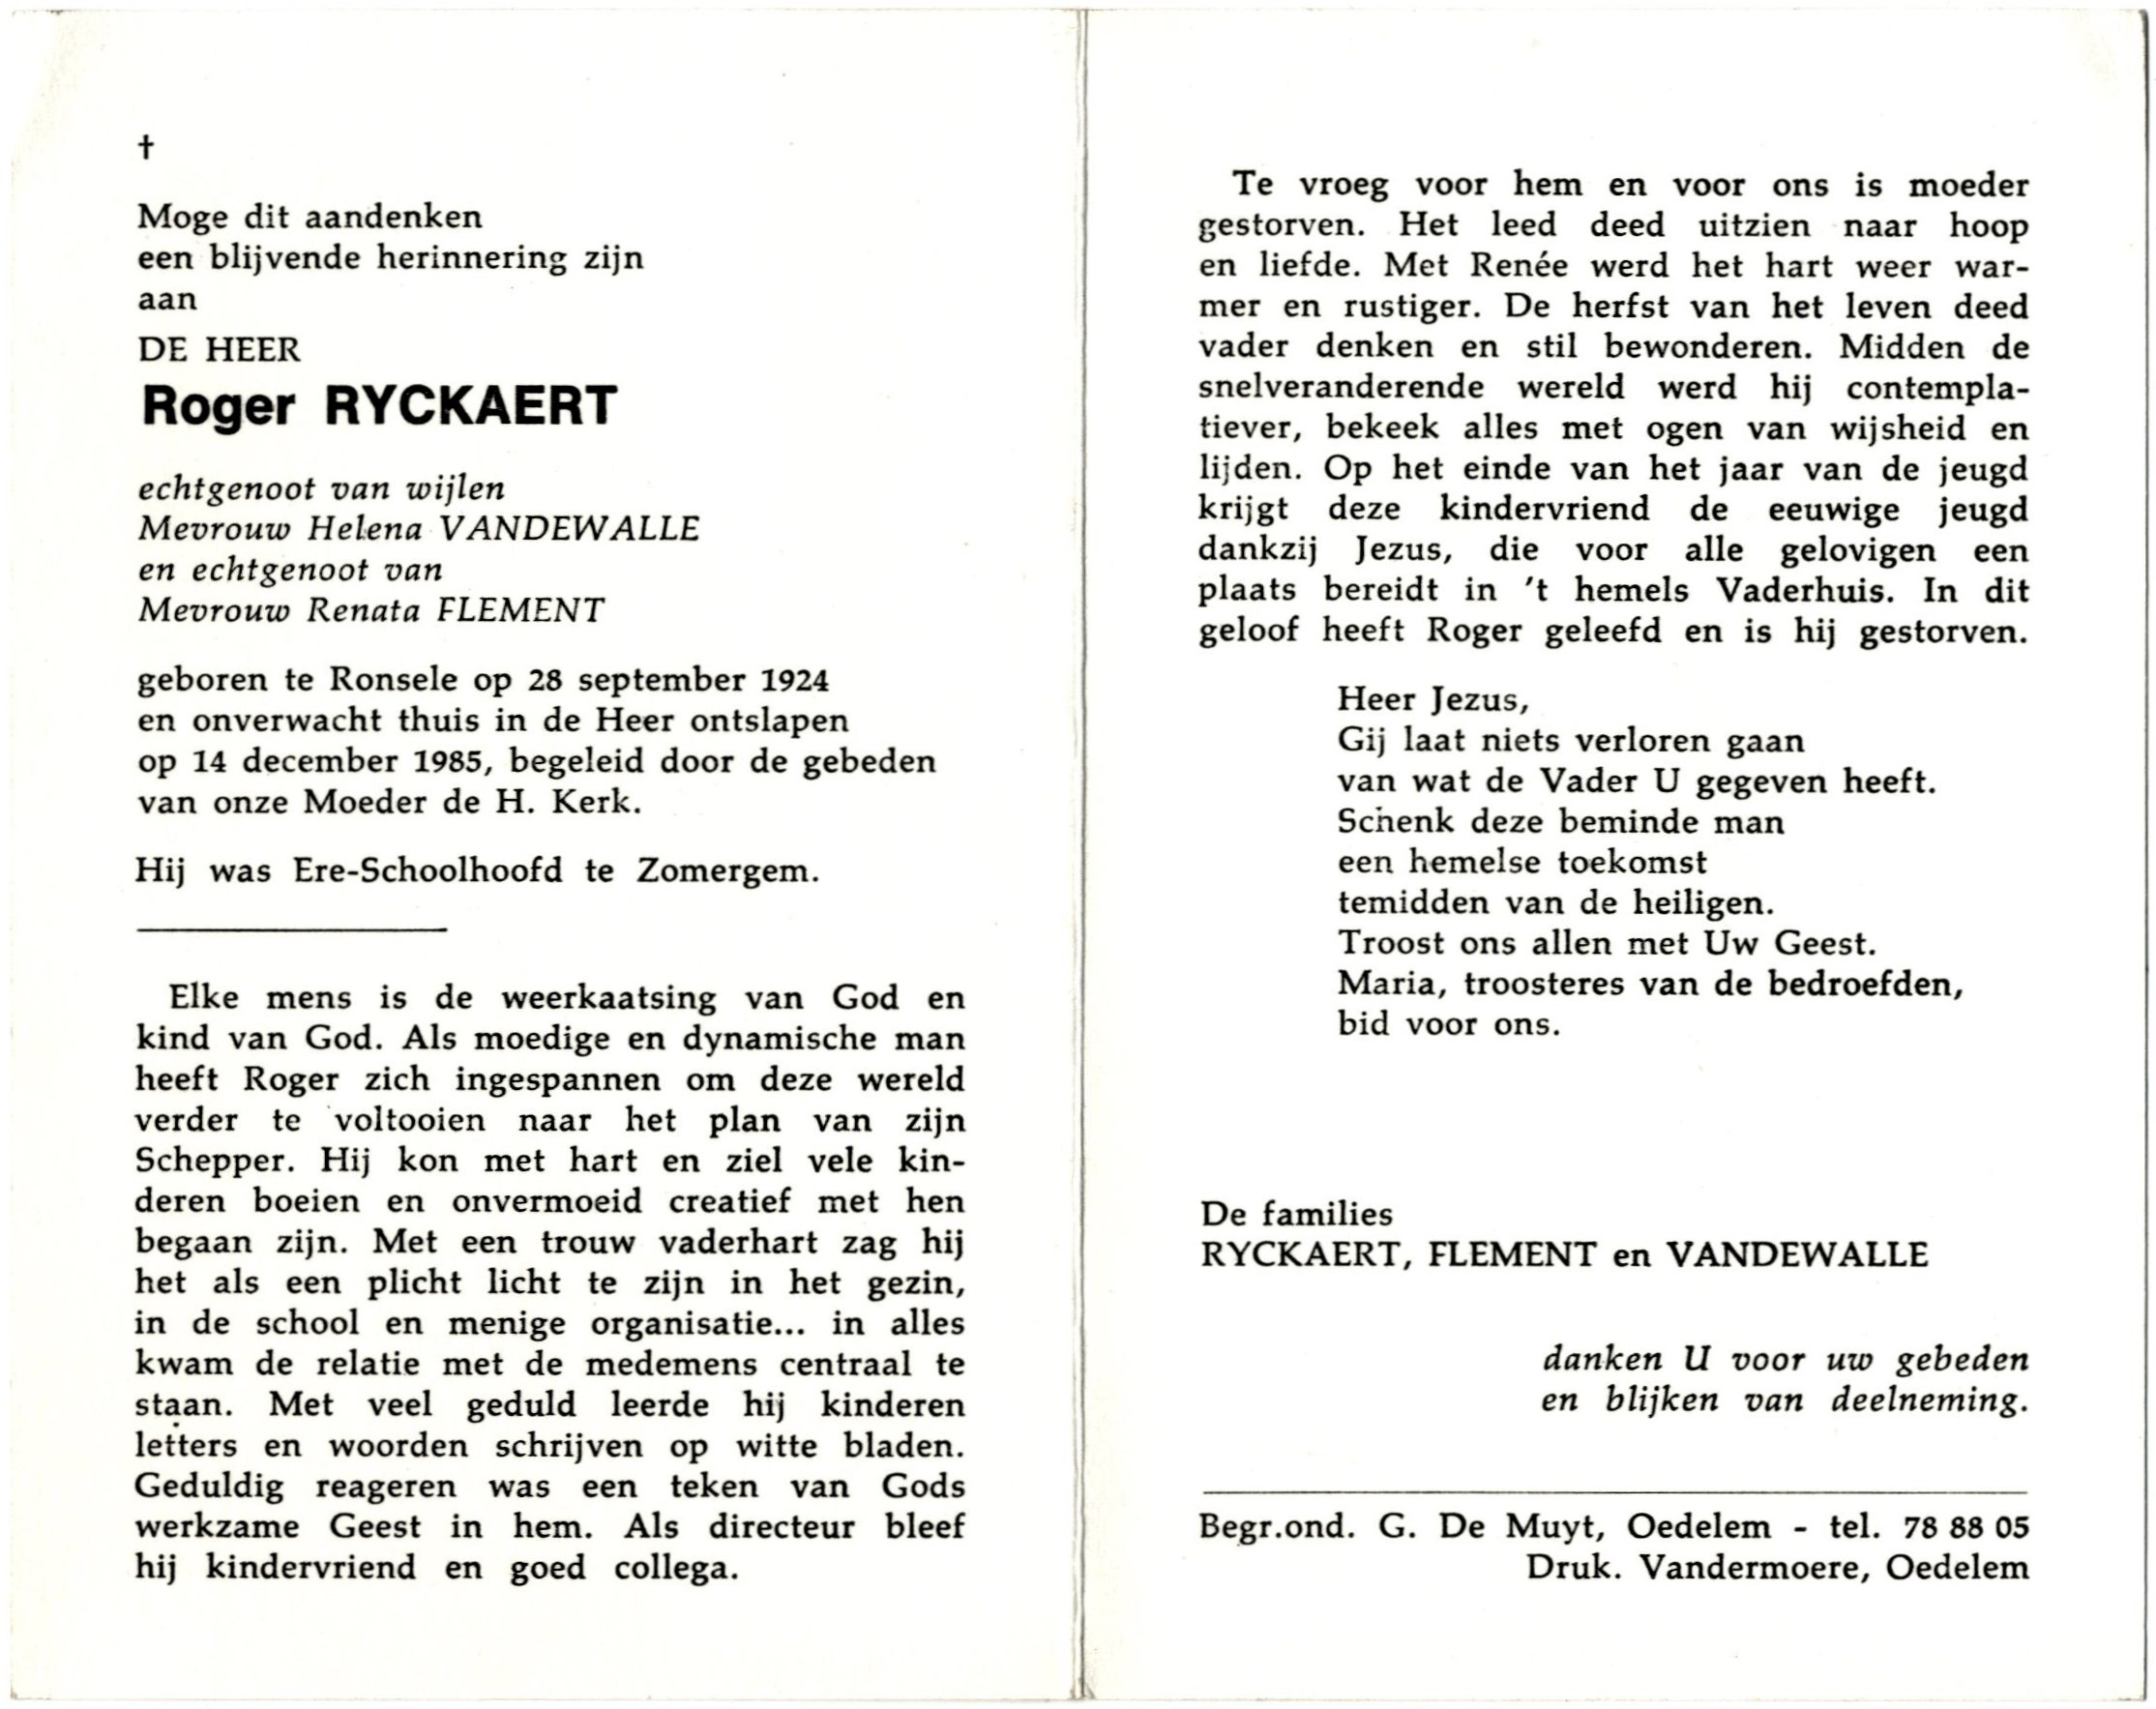 †
Moge dit aandenken
een blijvende herinnering zijn
aan
DE HEER
Roger RYCKAERT
echtgenoot van wijlen
Mevrouw Helena VANDEWALLE
en echtgenoot van
Mevrouw Renata FLEMENT
geboren te Ronsele op 28 september 1924
en onverwacht thuis in de Heer ontslapen
op 14 december 1985, begeleid door de gebeden
van onze Moeder de H. Kerk.
Hij was Ere-Schoolhoofd te Zomergem.
Elke mens is de weerkaatsing van God en
kind van God. Als moedige en dynamische man
heeft Roger zich ingespannen om deze wereld
verder te voltooien naar het plan van zijn
Schepper. Hij kon met hart en ziel vele kin-
deren boeien en onvermoeid creatief met hen
begaan zijn. Met een trouw vaderhart zag hij
het als een plicht licht te zijn in het gezin,
in de school en menige organisatie... in alles
kwam de relatie met de medemens centraal te
staan. Met veel geduld leerde hij kinderen
letters en woorden schrijven op witte bladen.
Geduldig reageren was een teken van Gods
werkzame Geest in hem. Als directeur bleef
hij kindervriend en goed collega.
Te vroeg voor hem en voor ons is moeder
gestorven. Het leed deed uitzien naar hoop
en liefde. Met Renée werd het hart weer war-
mer en rustiger. De herfst van het leven deed
vader denken en stil bewonderen. Midden de
snelveranderende wereld werd hij contempla-
tiever, bekeek alles met ogen van wijsheid en
lijden. Op het einde van het jaar van de jeugd
krijgt deze kindervriend de eeuwige jeugd
dankzij Jezus, die voor alle gelovigen een
plaats bereidt in 't hemels Vaderhuis. In dit
geloof heeft Roger geleefd en is hij gestorven.
Heer Jezus,
Gij laat niets verloren gaan
van wat de Vader U gegeven heeft.
Schenk deze beminde man
een hemelse toekomst
temidden van de heiligen.
Troost ons allen met Uw Geest.
Maria, troosteres van de bedroefden,
bid voor ons.
De families
RYCKAERT, FLEMENT en VANDEWALLE
danken U voor uw gebeden
en blijken van deelneming.
Begr.ond. G. De Muyt, Oedelem - tel. 78 88 05
Druk. Vandermoere, Oedelem